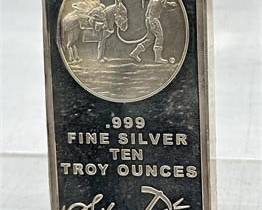 .999
FINE SILVER
TEN
TROY OUNCES